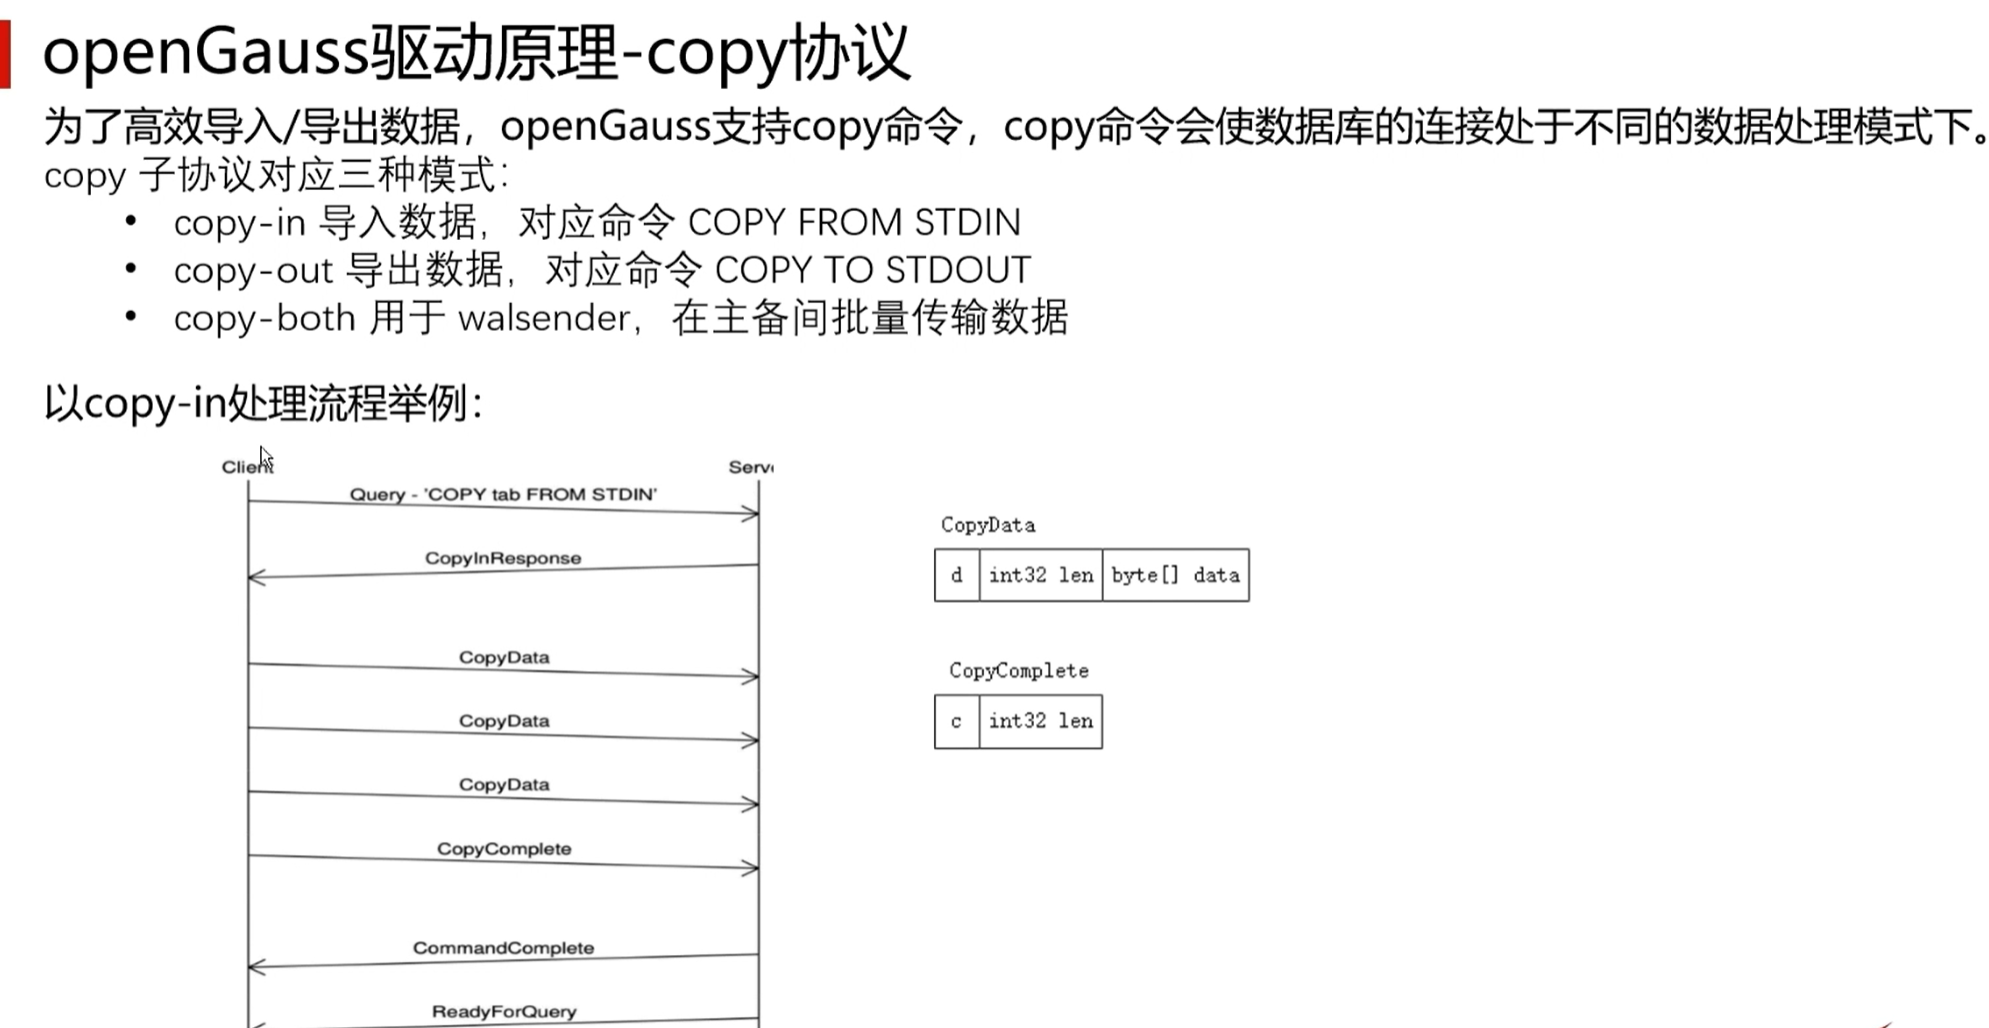 openGauss驱动原理-copy协议
为了高效导入/导出数据，openGauss支持copy命令，copy命令会使数据库的连接处于不同的数据处理模式下。
copy 子协议对应三种模式：
• copy-in 导入数据，对应命令 COPY FROM STDIN
• copy-out 导出数据，对应命令 COPY TO STDOUT
• copy-both 用于 walsender，在主备间批量传输数据
以copy-in处理流程举例：
Client
Serv
Query - 'COPY tab FROM STDIN'
CopyInResponse
CopyData
CopyData
CopyData
CopyComplete
CommandComplete
ReadyForQuery
CopyData
d int32 len byte[] data
CopyComplete
c int32 len